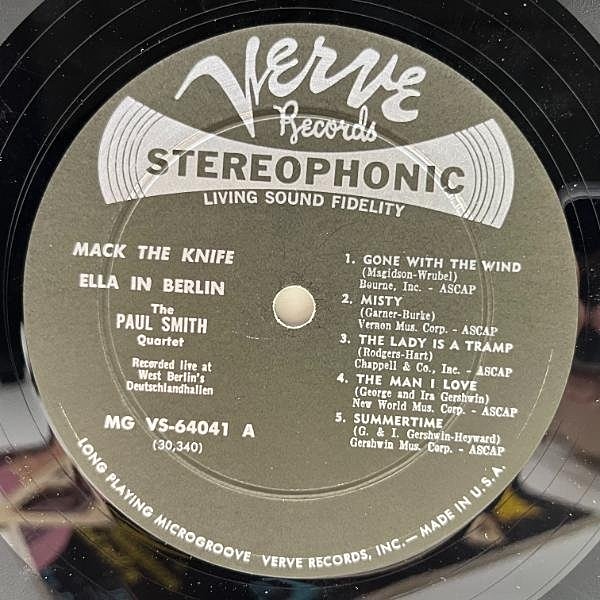 Verve
Records
STEREOPHONIC
LIVING SOUND FIDELITY
MACK THE KNIFE
ELLA IN BERLIN
The
PAUL SMITH
Quartet
Recorded live at
West Berlin's
Deutschlandhallen
MG VS-64041 A
(30,340)
1. GONE WITH THE WIND
(Magidson-Wrubel)
Bourne, Inc. - ASCAP
2. MISTY
(Garner-Burke)
Vernon Mus. Corp. - ASCAP
3. THE LADY IS A TRAMP
(Rodgers-Hart)
Chappell & Co., Inc. - ASCAP
4. THE MAN I LOVE
(George and Ira Gershwin)
New World Mus. Corp. - ASCAP
5. SUMMERTIME
(G. & I. Gershwin-Heyward)
Gershwin Mus. Corp. - ASCAP
LONG PLAYING MICROGROOVE VERVE RECORDS, INC.—MADE IN U.S.A.